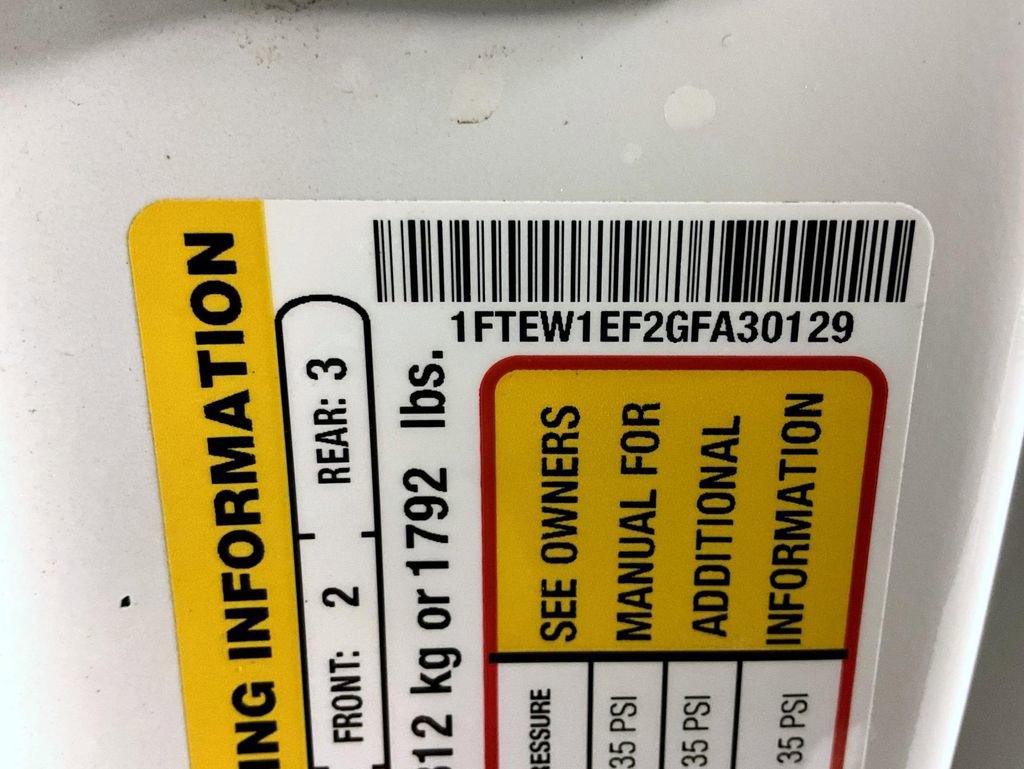 1FTEW1EF2GFA30129
ING INFORMATION
FRONT: 2 REAR: 3
kg or 1792 lbs.
SEE OWNERS
MANUAL FOR
ADDITIONAL
INFORMATION
RESSURE
35 PSI
35 PSI
35 PSI